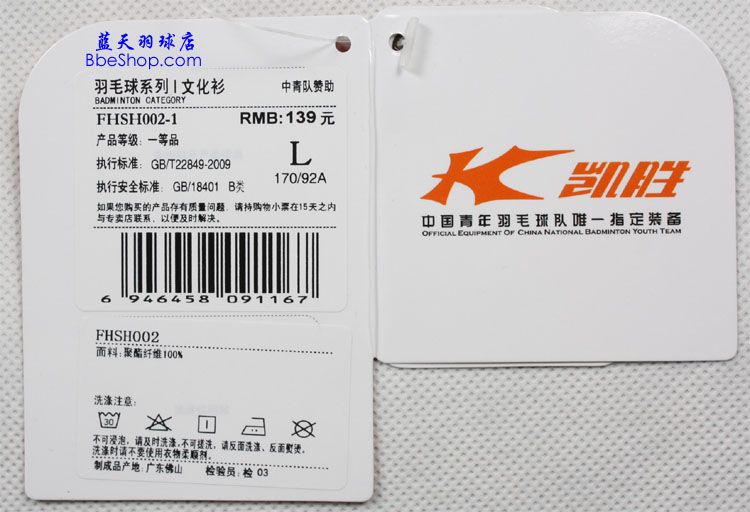 蓝天羽球店
BbeShop.com
羽毛球系列 | 文化衫
中青队赞助
BADMINTON CATEGORY
FHSH002-1
RMB: 139 元
产品等级: 一等品
L
执行标准: GB/T22849-2009
170/92A
执行安全标准: GB/18401 B类
如果您购买的产品存有质量问题, 请持购物小票在15天之内
与专卖店联系, 以便及时解决。
6 946458 091167
FHSH002
面料: 聚酯纤维100%
洗涤注意:
30
不可浸泡, 请及时洗涤, 不可搓洗, 请反面洗涤、反面熨烫。
洗涤时请不要使用衣物柔顺剂。
制成品产地: 广东佛山 检验员: 检 03
K 凯胜
中国青年羽毛球队唯一指定装备
OFFICIAL EQUIPMENT OF CHINA NATIONAL BADMINTON YOUTH TEAM